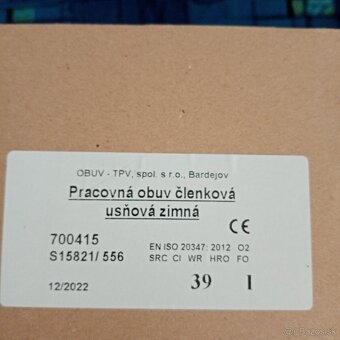 OBUV - TPV, spol. s r.o., Bardejov
Pracovná obuv členková
usňová zimná
CE
700415 EN ISO 20347: 2012 O2
S15821/ 556 SRC CI WR HRO FO
12/2022 39 I